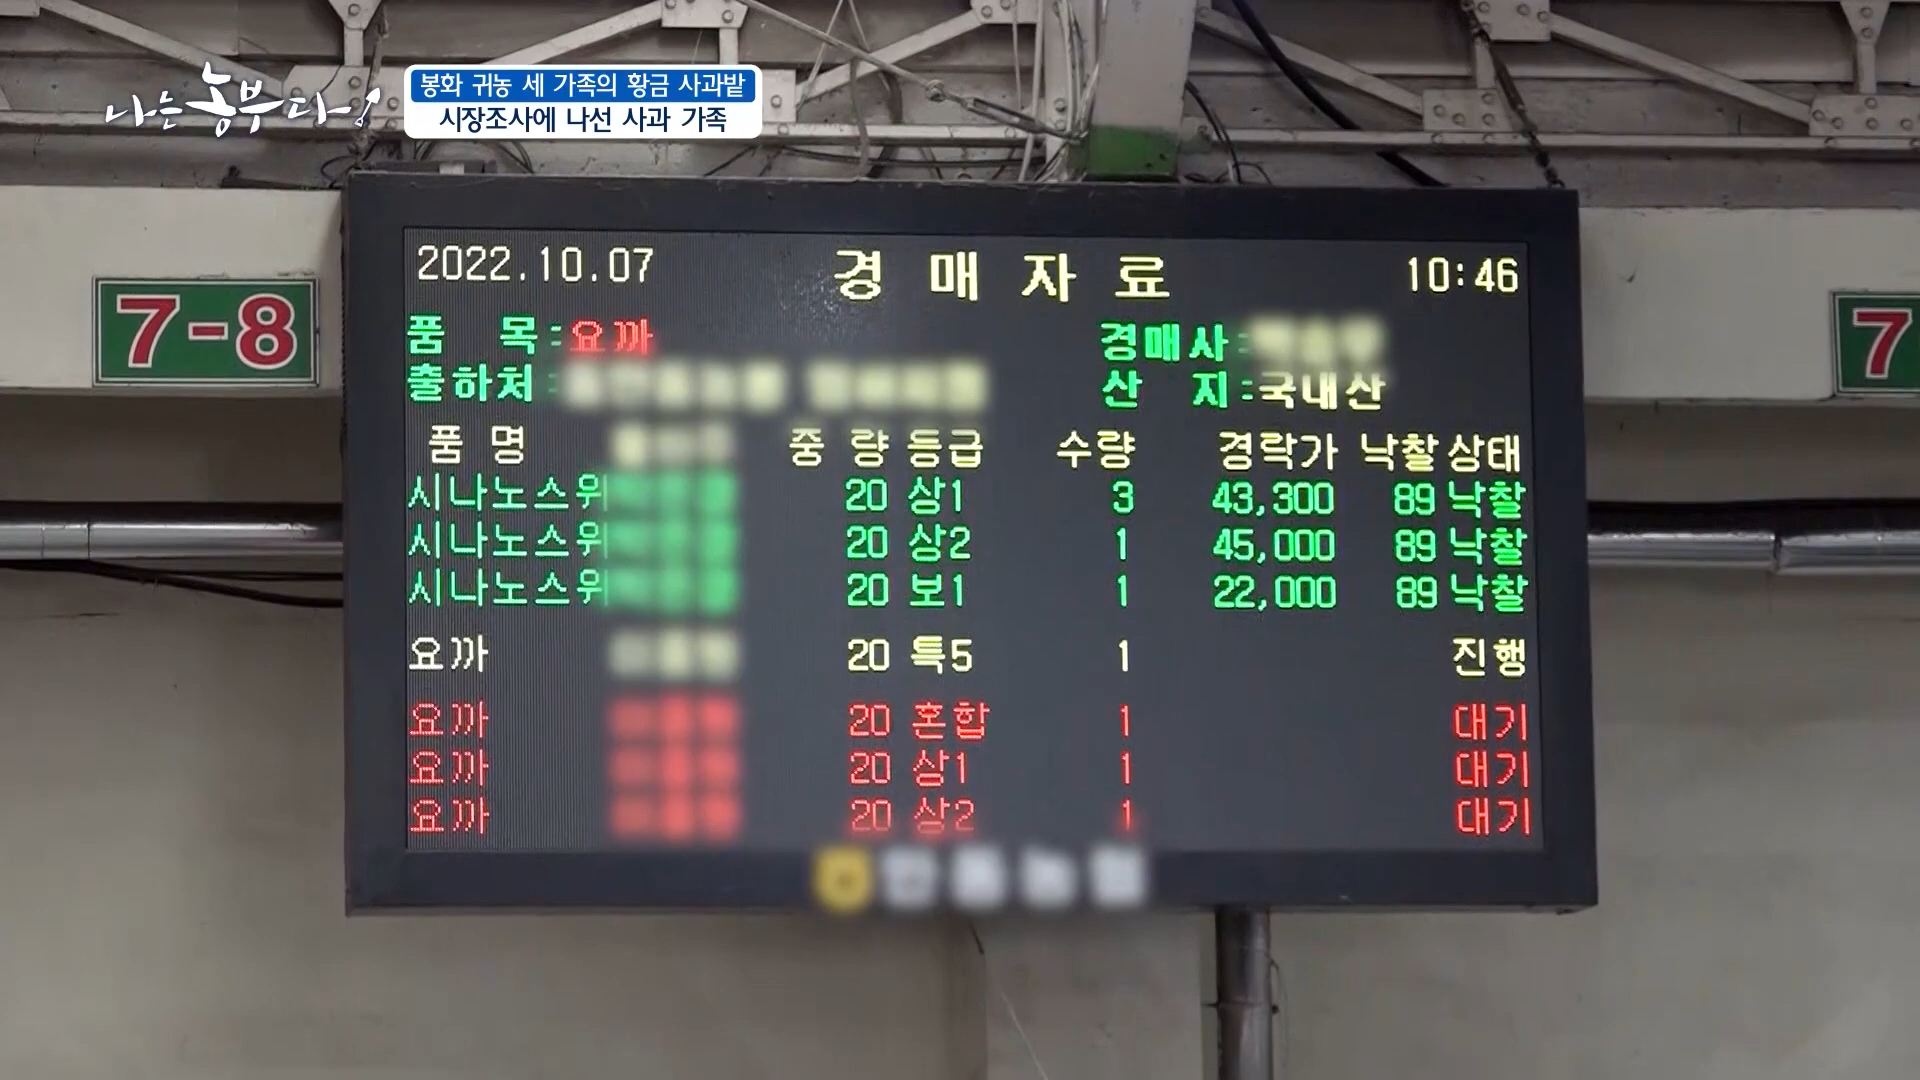 나는 농부다!
봉화 귀농 세 가족의 황금 사과밭
시장조사에 나선 사과 가족
7-8
7
2022.10.07 경매자료 10:46
품 목:요까 경매사:
출하처: 산 지:국내산
품 명 중 량 등급 수량 경락가 낙찰 상태
시나노스위 20 상1 3 43,300 89 낙찰
시나노스위 20 상2 1 45,000 89 낙찰
시나노스위 20 보1 1 22,000 89 낙찰
요까 20 특5 1 진행
요까 20 혼합 1 대기
요까 20 상1 1 대기
요까 20 상2 1 대기